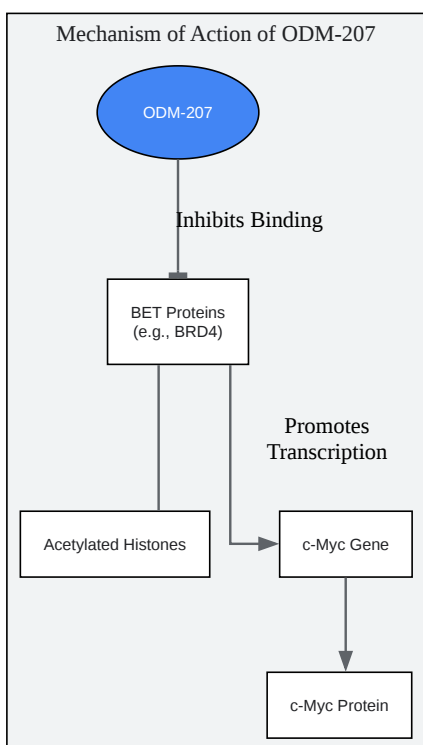 Mechanism of Action of ODM-207
ODM-207
Inhibits Binding
BET Proteins
(e.g., BRD4)
Promotes
Transcription
Acetylated Histones
c-Myc Gene
c-Myc Protein